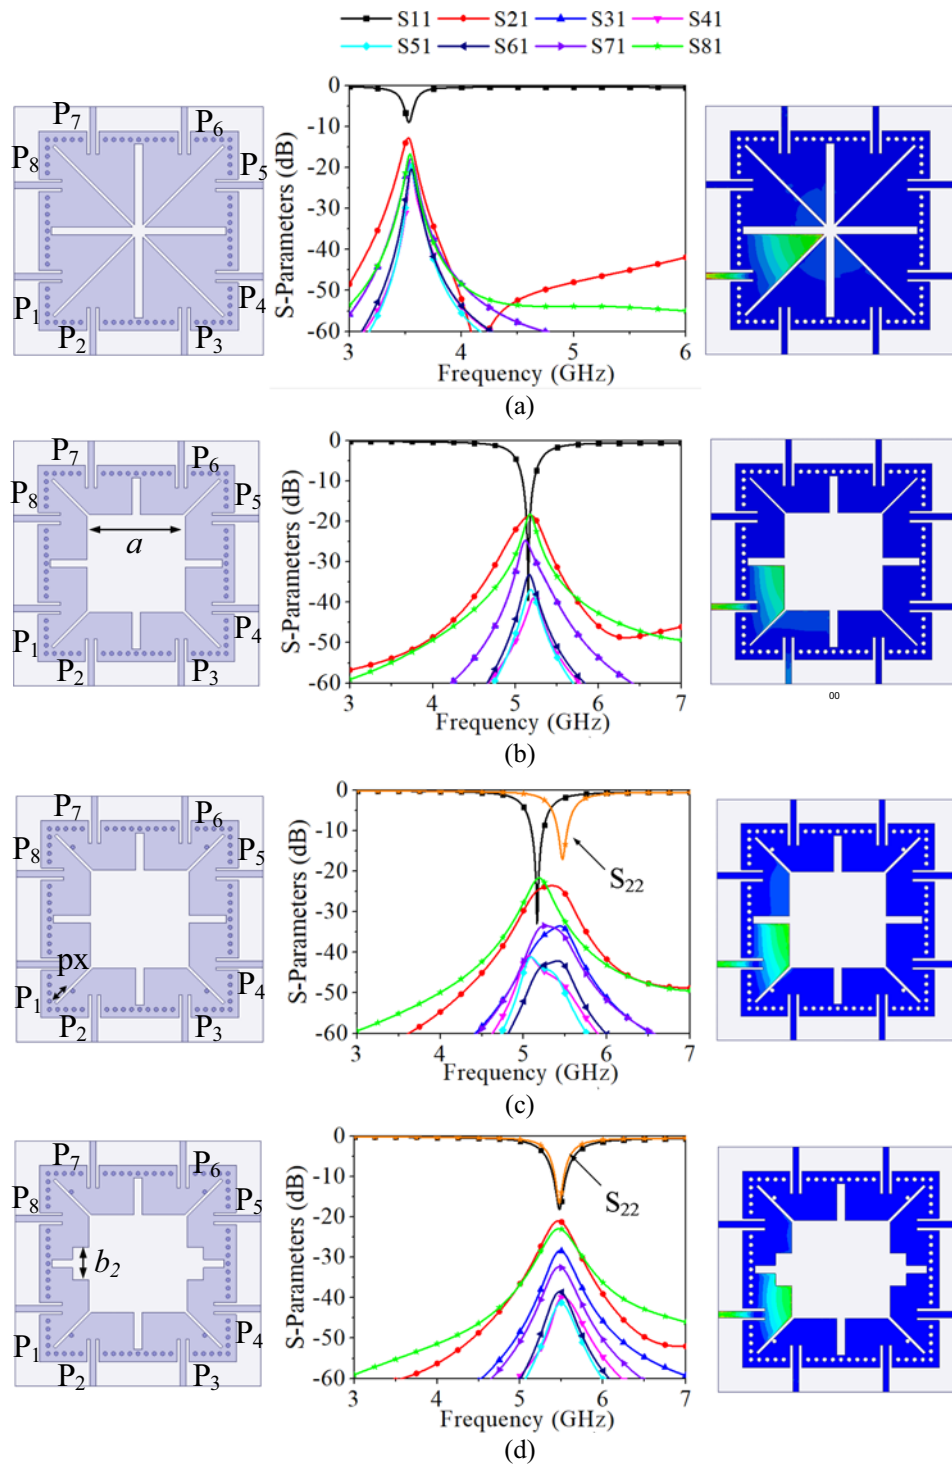 S11 S21 S31 S41
S51 S61 S71 S81
P7 P6
P8 P5
P1 P4
P2 P3
0
-10
-20
-30
-40
-50
-60
S-Parameters (dB)
3 4 5 6
Frequency (GHz)
(a)
P7 P6
P8 P5
a
P1 P4
P2 P3
0
-10
-20
-30
-40
-50
-60
S-Parameters (dB)
3 4 5 6 7
Frequency (GHz)
00
(b)
P7 P6
P8 P5
px
P1 P4
P2 P3
0
-10
-20
-30
-40
-50
-60
S-Parameters (dB)
S22
3 4 5 6 7
Frequency (GHz)
(c)
P7 P6
P8 P5
b2
P1 P4
P2 P3
0
-10
-20
-30
-40
-50
-60
S-Parameters (dB)
S22
3 4 5 6 7
Frequency (GHz)
(d)